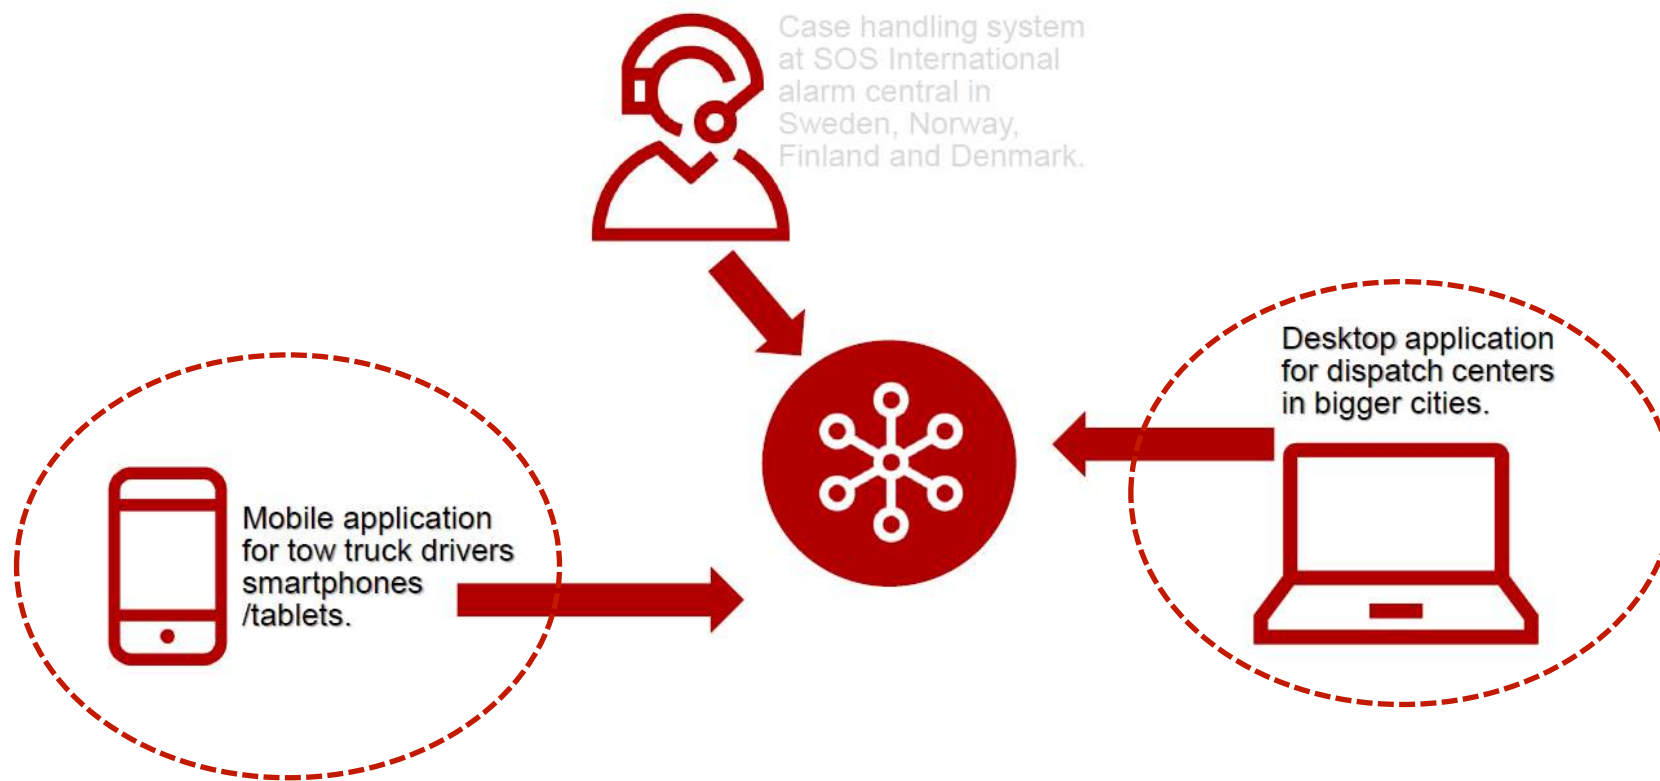 Case handling system
at SOS International
alarm central in
Sweden, Norway,
Finland and Denmark.
Desktop application
for dispatch centers
in bigger cities.
Mobile application
for tow truck drivers
smartphones
/tablets.